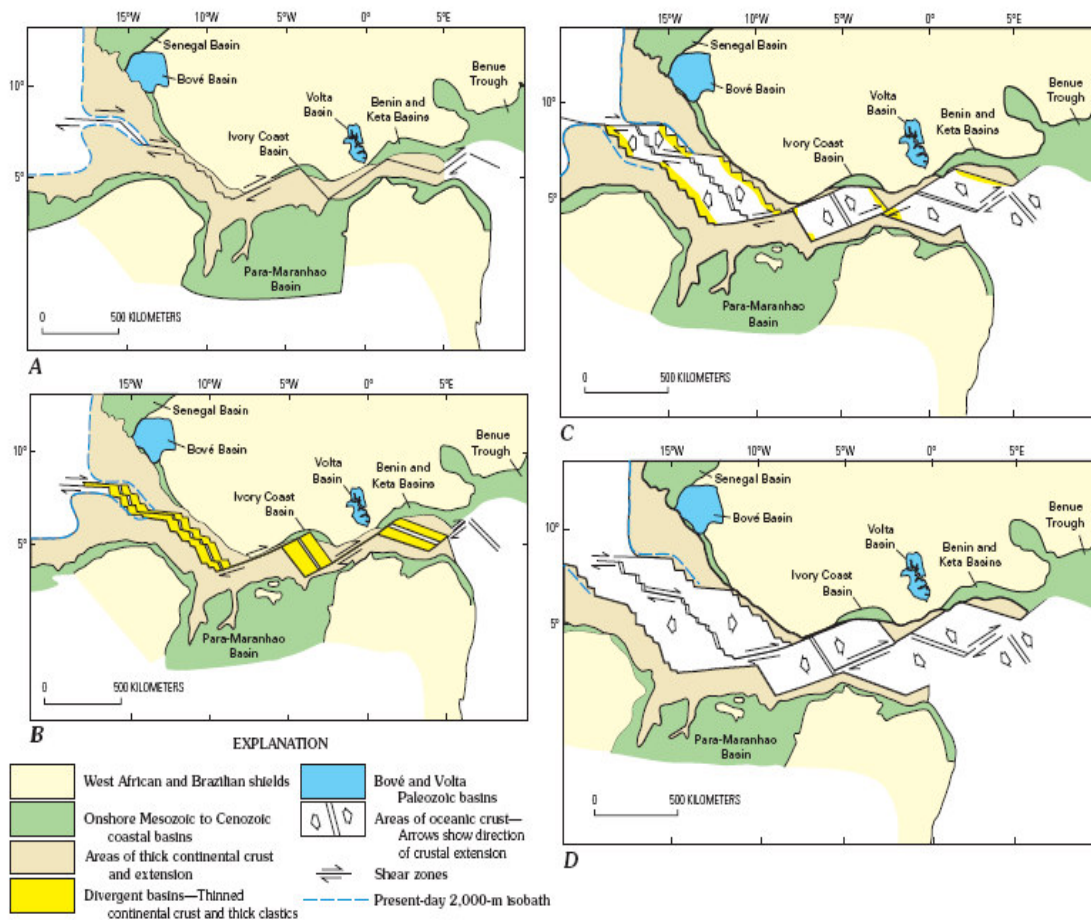 15°W 10°W 5°W 0° 5°E
10°
5°
Senegal Basin
Bové Basin
Volta
Basin
Benin and
Keta Basins
Benue
Trough
Ivory Coast
Basin
Para-Maranhao
Basin
0 500 KILOMETERS
A
15°W 10°W 5°W 0° 5°E
10°
5°
Senegal Basin
Bové Basin
Volta
Basin
Benin and
Keta Basins
Benue
Trough
Ivory Coast
Basin
Para-Maranhao
Basin
0 500 KILOMETERS
B
15°W 10°W 5°W 0° 5°E
10°
5°
Senegal Basin
Bové Basin
Volta
Basin
Benin and
Keta Basins
Benue
Trough
Ivory Coast
Basin
Para-Maranhao
Basin
0 500 KILOMETERS
C
15°W 10°W 5°W 0° 5°E
10°
5°
Senegal Basin
Bové Basin
Volta
Basin
Benin and
Keta Basins
Benue
Trough
Ivory Coast
Basin
Para-Maranhao
Basin
0 500 KILOMETERS
D
EXPLANATION
West African and Brazilian shields
Onshore Mesozoic to Cenozoic
coastal basins
Areas of thick continental crust
and extension
Divergent basins—Thinned
continental crust and thick clastics
Bové and Volta
Paleozoic basins
Areas of oceanic crust—
Arrows show direction
of crustal extension
Shear zones
Present-day 2,000-m isobath